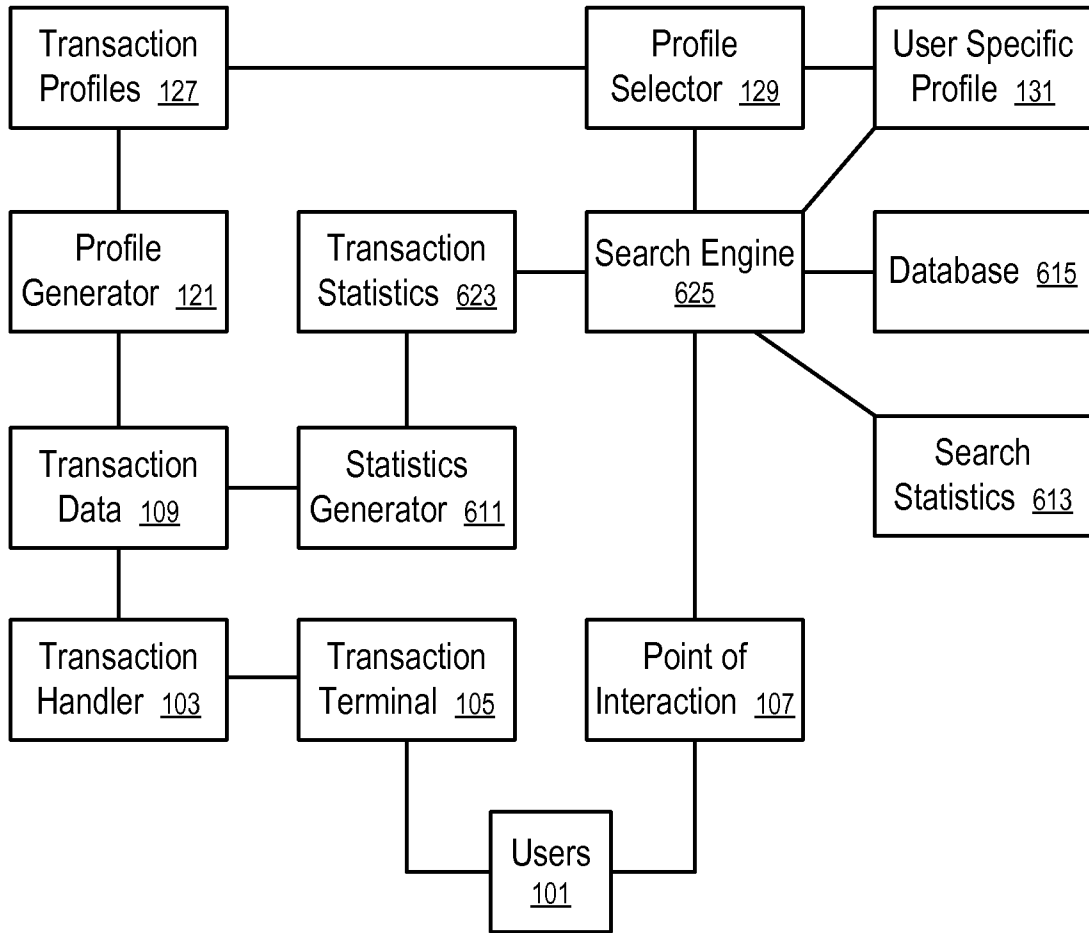 Transaction
Profiles 127
Profile
Selector 129
User Specific
Profile 131
Profile
Generator 121
Transaction
Statistics 623
Search Engine
625
Database 615
Transaction
Data 109
Statistics
Generator 611
Search
Statistics 613
Transaction
Handler 103
Transaction
Terminal 105
Point of
Interaction 107
Users
101